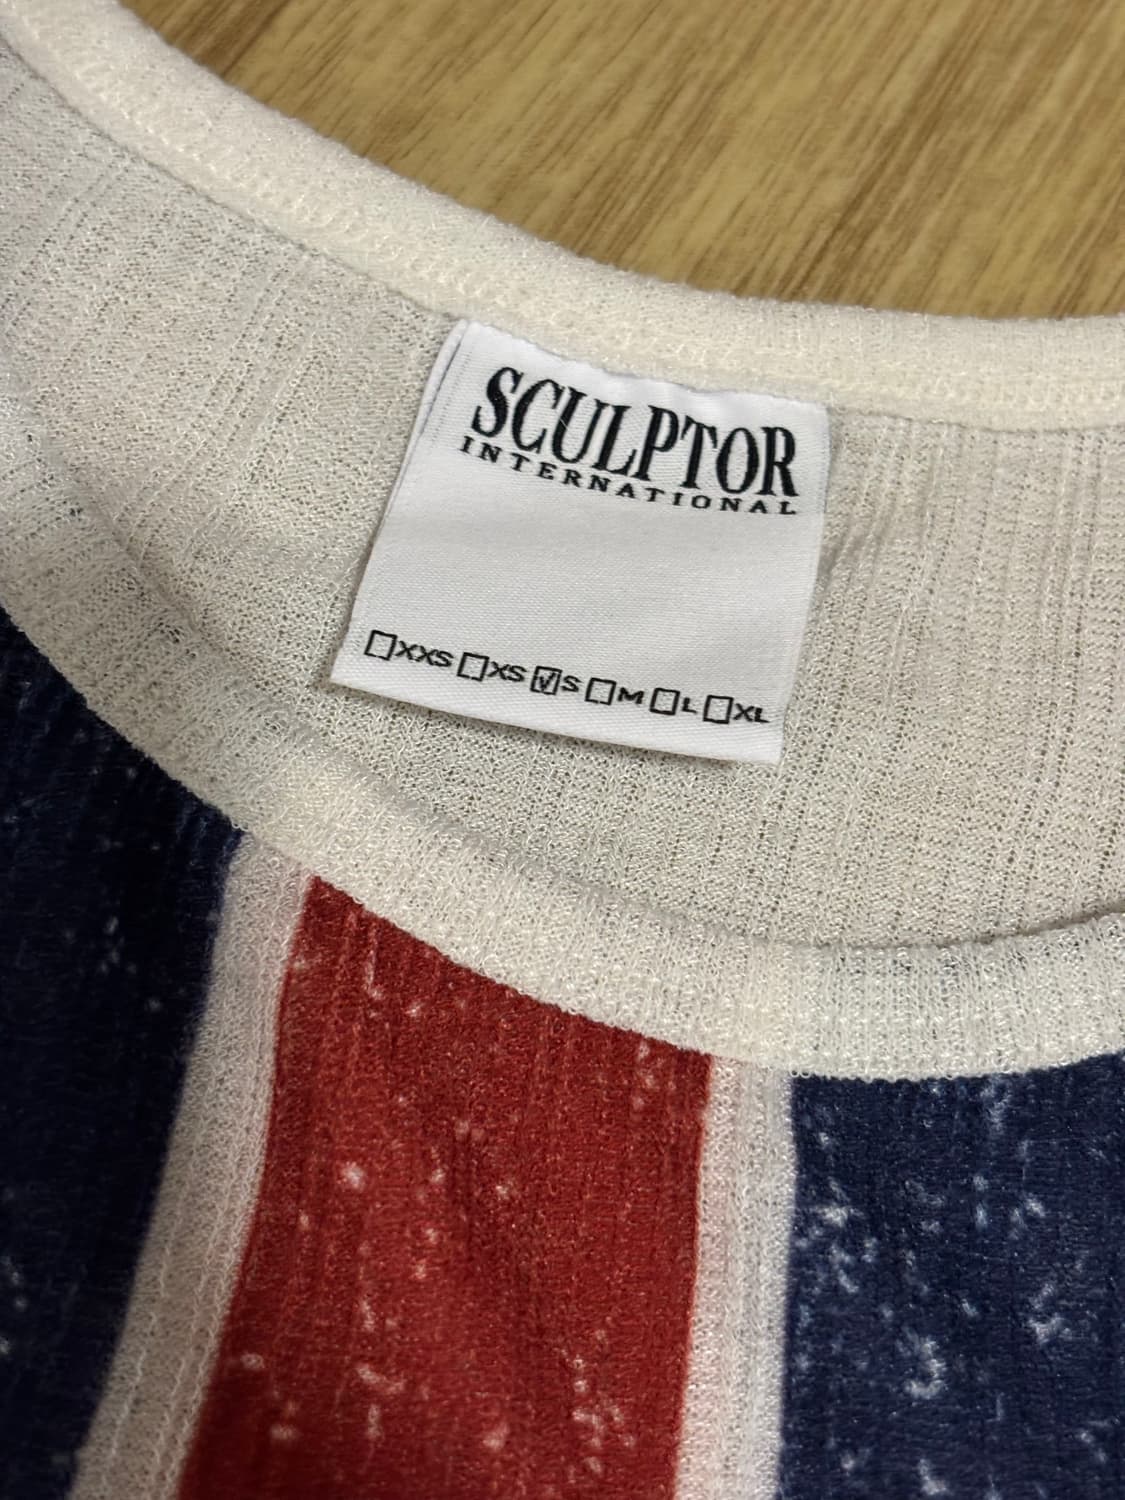 SCULPTOR
INTERNATIONAL
☐XXS ☐XS ☑S ☐M ☐L ☐XL